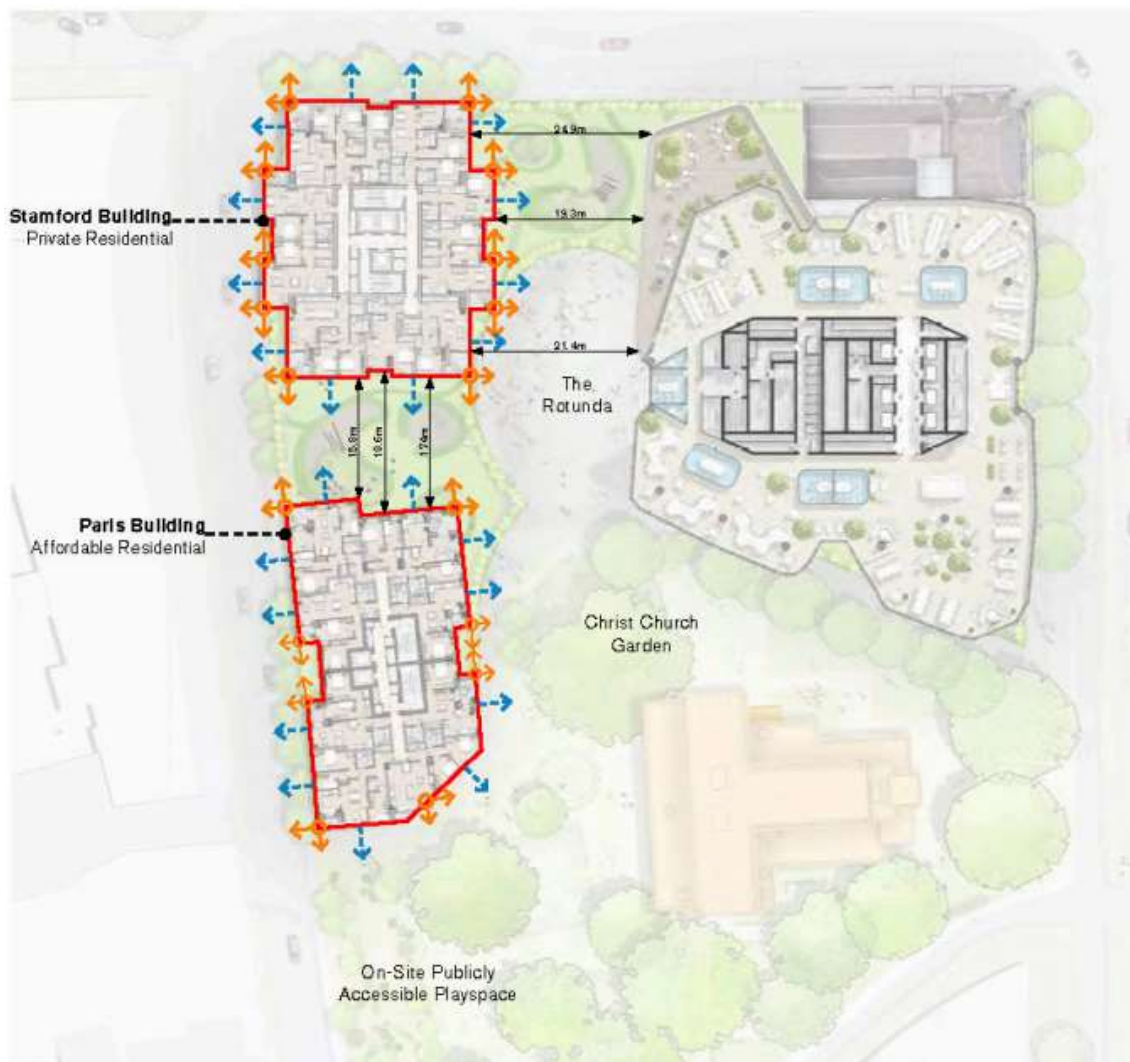 24.9m
Stamford Building
Private Residential
19.3m
21.4m
The
Rotunda
15.8m
18.6m
17.4m
Paris Building
Affordable Residential
Christ Church
Garden
On-Site Publicly
Accessible Playspace